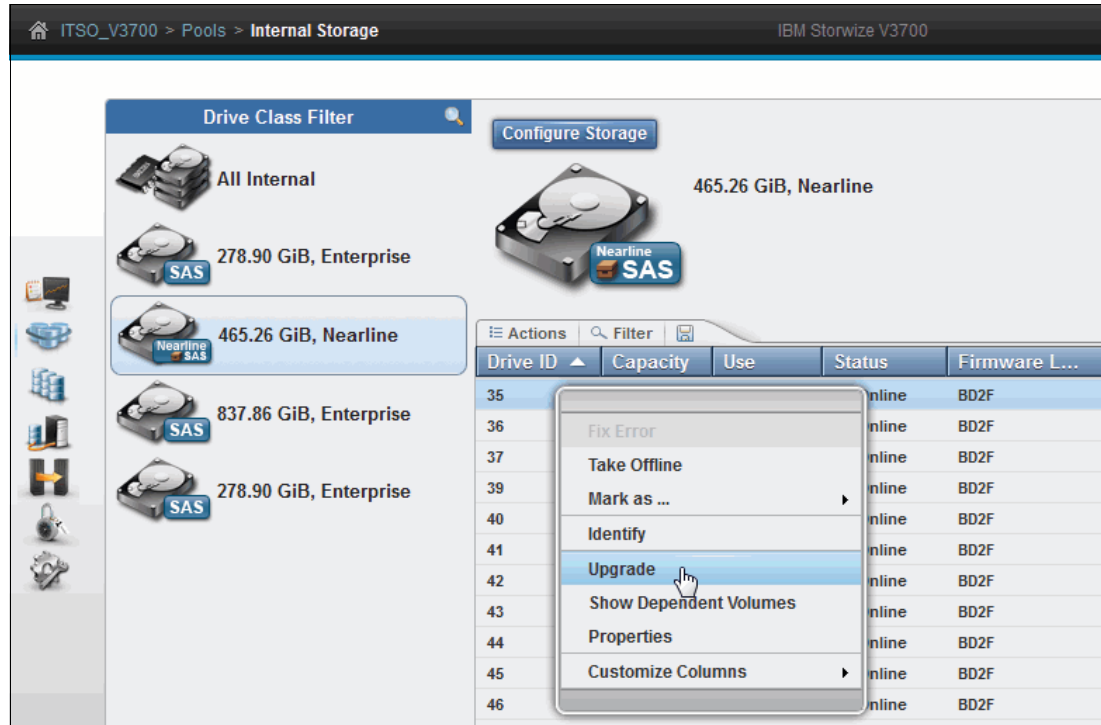 ITSO_V3700 > Pools > Internal Storage
IBM Storwize V3700
Drive Class Filter
All Internal
278.90 GiB, Enterprise
SAS
465.26 GiB, Nearline
Nearline
SAS
837.86 GiB, Enterprise
SAS
278.90 GiB, Enterprise
SAS
Configure Storage
465.26 GiB, Nearline
Nearline
SAS
Actions
Filter
Drive ID Capacity Use Status Firmware L...
35 nline BD2F
36 nline BD2F
37 nline BD2F
39 nline BD2F
40 nline BD2F
41 nline BD2F
42 nline BD2F
43 nline BD2F
44 nline BD2F
45 nline BD2F
46 nline BD2F
Fix Error
Take Offline
Mark as ...
Identify
Upgrade
Show Dependent Volumes
Properties
Customize Columns